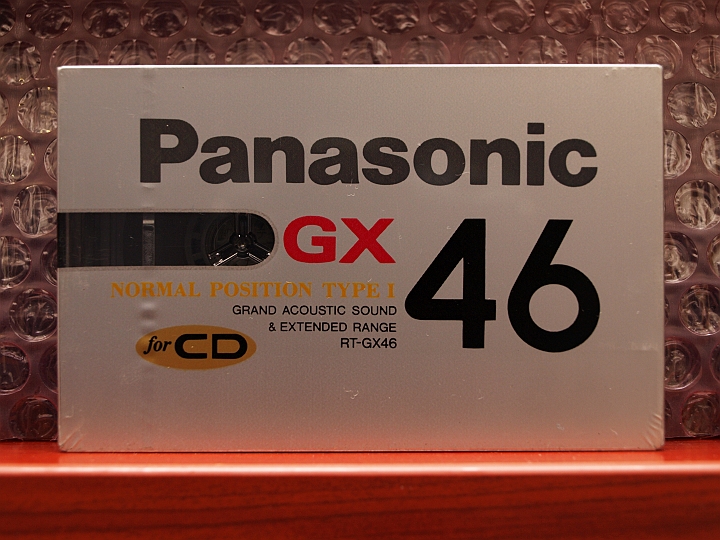 Panasonic
GX 46
NORMAL POSITION TYPE I
GRAND ACOUSTIC SOUND
& EXTENDED RANGE
RT-GX46
for CD